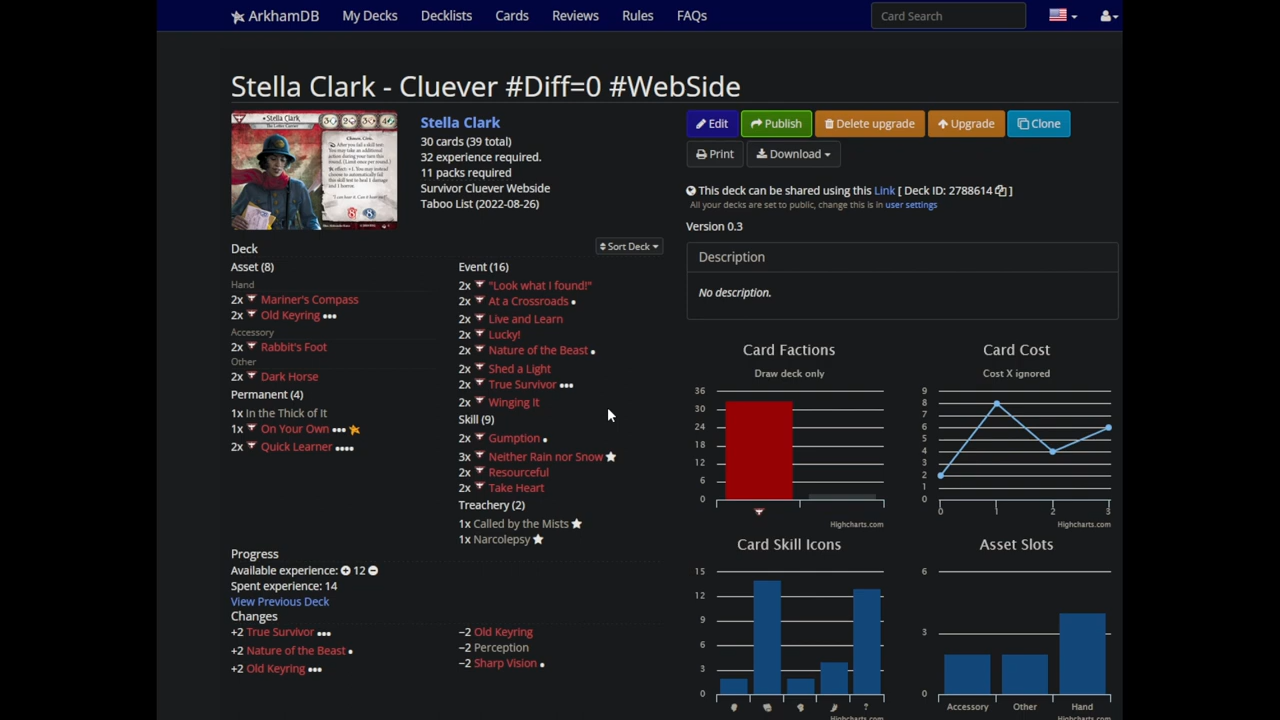 ArkhamDB My Decks Decklists Cards Reviews Rules FAQs Card Search
Stella Clark - Cluever #Diff=0 #WebSide
Stella Clark
Stella Clark
30 cards (39 total)
32 experience required.
11 packs required
Survivor Cluever Webside
Taboo List (2022-08-26)
Edit Publish Delete upgrade Upgrade Clone
Print Download
This deck can be shared using this Link [ Deck ID: 2788614 ]
All your decks are set to public, change this in user settings
Version 0.3
Sort Deck
Deck
Asset (8)
Hand
2x Mariner's Compass
2x Old Keyring
Accessory
2x Rabbit's Foot
Other
2x Dark Horse
Permanent (4)
1x In the Thick of It
1x On Your Own
2x Quick Learner
Event (16)
2x "Look what I found!"
2x At a Crossroads
2x Live and Learn
2x Lucky!
2x Nature of the Beast
2x Shed a Light
2x True Survivor
2x Winging It
Skill (9)
2x Gumption
3x Neither Rain nor Snow
2x Resourceful
2x Take Heart
Treachery (2)
1x Called by the Mists
1x Narcolepsy
Progress
Available experience: 12
Spent experience: 14
View Previous Deck
Changes
+2 True Survivor
+2 Nature of the Beast
+2 Old Keyring
−2 Old Keyring
−2 Perception
−2 Sharp Vision
Description
No description.
Card Factions
Draw deck only
36
30
24
18
12
6
0
Highcharts.com
Card Cost
Cost X ignored
9
8
7
6
5
4
3
2
1
0
0 1 2 3
Highcharts.com
Card Skill Icons
15
12
9
6
3
0
?
Asset Slots
6
3
0
Accessory Other Hand